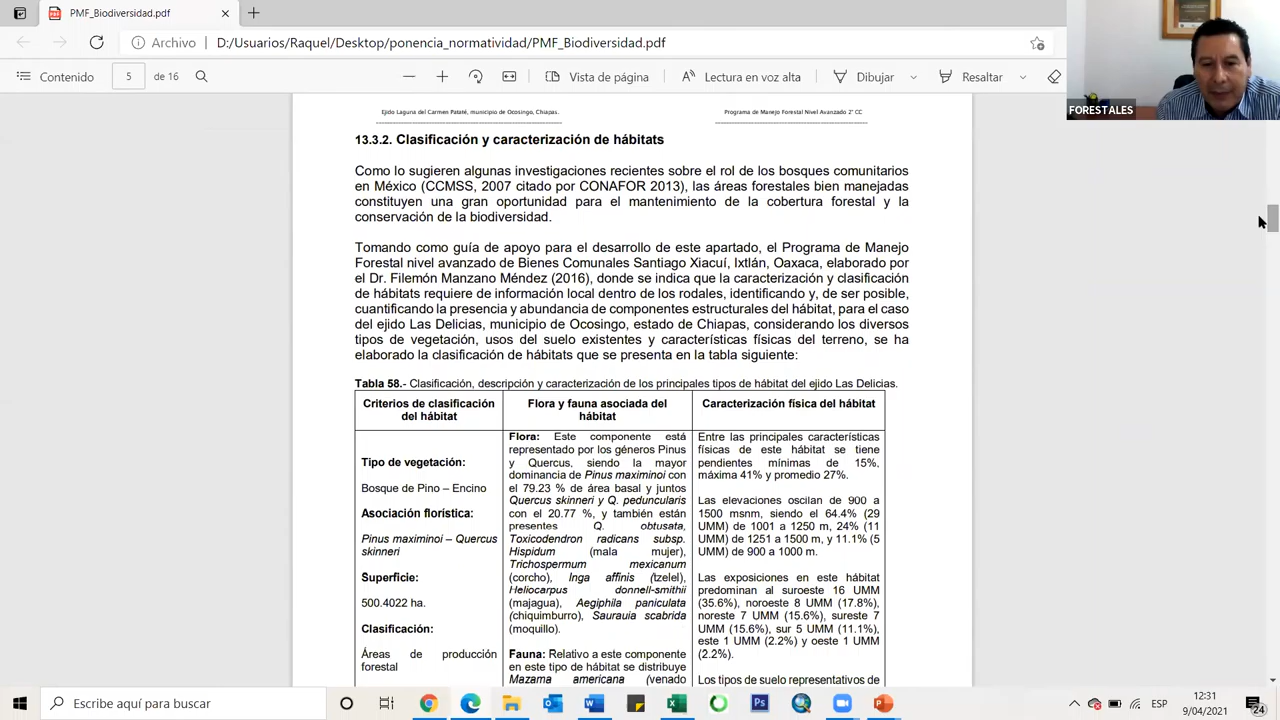 PMF_Biodiversidad.pdf
Archivo
D:/Usuarios/Raquel/Desktop/ponencia_normatividad/PMF_Biodiversidad.pdf
Contenido
5
de 16
Vista de página
Lectura en voz alta
Dibujar
Resaltar
FORESTALES
Ejido Laguna del Carmen Pataté, municipio de Ocosingo, Chiapas.
Programa de Manejo Forestal Nivel Avanzado 2° CC
13.3.2. Clasificación y caracterización de hábitats
Como lo sugieren algunas investigaciones recientes sobre el rol de los bosques comunitarios
en México (CCMSS, 2007 citado por CONAFOR 2013), las áreas forestales bien manejadas
constituyen una gran oportunidad para el mantenimiento de la cobertura forestal y la
conservación de la biodiversidad.
Tomando como guía de apoyo para el desarrollo de este apartado, el Programa de Manejo
Forestal nivel avanzado de Bienes Comunales Santiago Xiacuí, Ixtlán, Oaxaca, elaborado por
el Dr. Filemón Manzano Méndez (2016), donde se indica que la caracterización y clasificación
de hábitats requiere de información local dentro de los rodales, identificando y, de ser posible,
cuantificando la presencia y abundancia de componentes estructurales del hábitat, para el caso
del ejido Las Delicias, municipio de Ocosingo, estado de Chiapas, considerando los diversos
tipos de vegetación, usos del suelo existentes y características físicas del terreno, se ha
elaborado la clasificación de hábitats que se presenta en la tabla siguiente:
Tabla 58.- Clasificación, descripción y caracterización de los principales tipos de hábitat del ejido Las Delicias.
Criterios de clasificación
del hábitat
Flora y fauna asociada del
hábitat
Caracterización física del hábitat
Tipo de vegetación:
Bosque de Pino – Encino
Asociación florística:
Pinus maximinoi – Quercus
skinneri
Superficie:
500.4022 ha.
Clasificación:
Áreas de producción
forestal
Flora: Este componente está
representado por los géneros Pinus
y Quercus, siendo la mayor
dominancia de Pinus maximinoi con
el 79.23 % de área basal y juntos
Quercus skinneri y Q. peduncularis
con el 20.77 %, y también están
presentes Q. obtusata,
Toxicodendron radicans subsp.
Hispidum (mala mujer),
Trichospermum mexicanum
(corcho), Inga affinis (tzelel),
Heliocarpus donnell-smithii
(majagua), Aegiphila paniculata
(chiquimburro), Saurauia scabrida
(moquillo).
Fauna: Relativo a este componente
en este tipo de hábitat se distribuye
Mazama americana (venado
Entre las principales características
físicas de este hábitat se tiene
pendientes mínimas de 15%,
máxima 41% y promedio 27%.
Las elevaciones oscilan de 900 a
1500 msnm, siendo el 64.4% (29
UMM) de 1001 a 1250 m, 24% (11
UMM) de 1251 a 1500 m, y 11.1% (5
UMM) de 900 a 1000 m.
Las exposiciones en este hábitat
predominan al suroeste 16 UMM
(35.6%), noroeste 8 UMM (17.8%),
noreste 7 UMM (15.6%), sureste 7
UMM (15.6%), sur 5 UMM (11.1%),
este 1 UMM (2.2%) y oeste 1 UMM
(2.2%).
Los tipos de suelo representativos de
Escribe aquí para buscar
ESP
12:31
9/04/2021
24